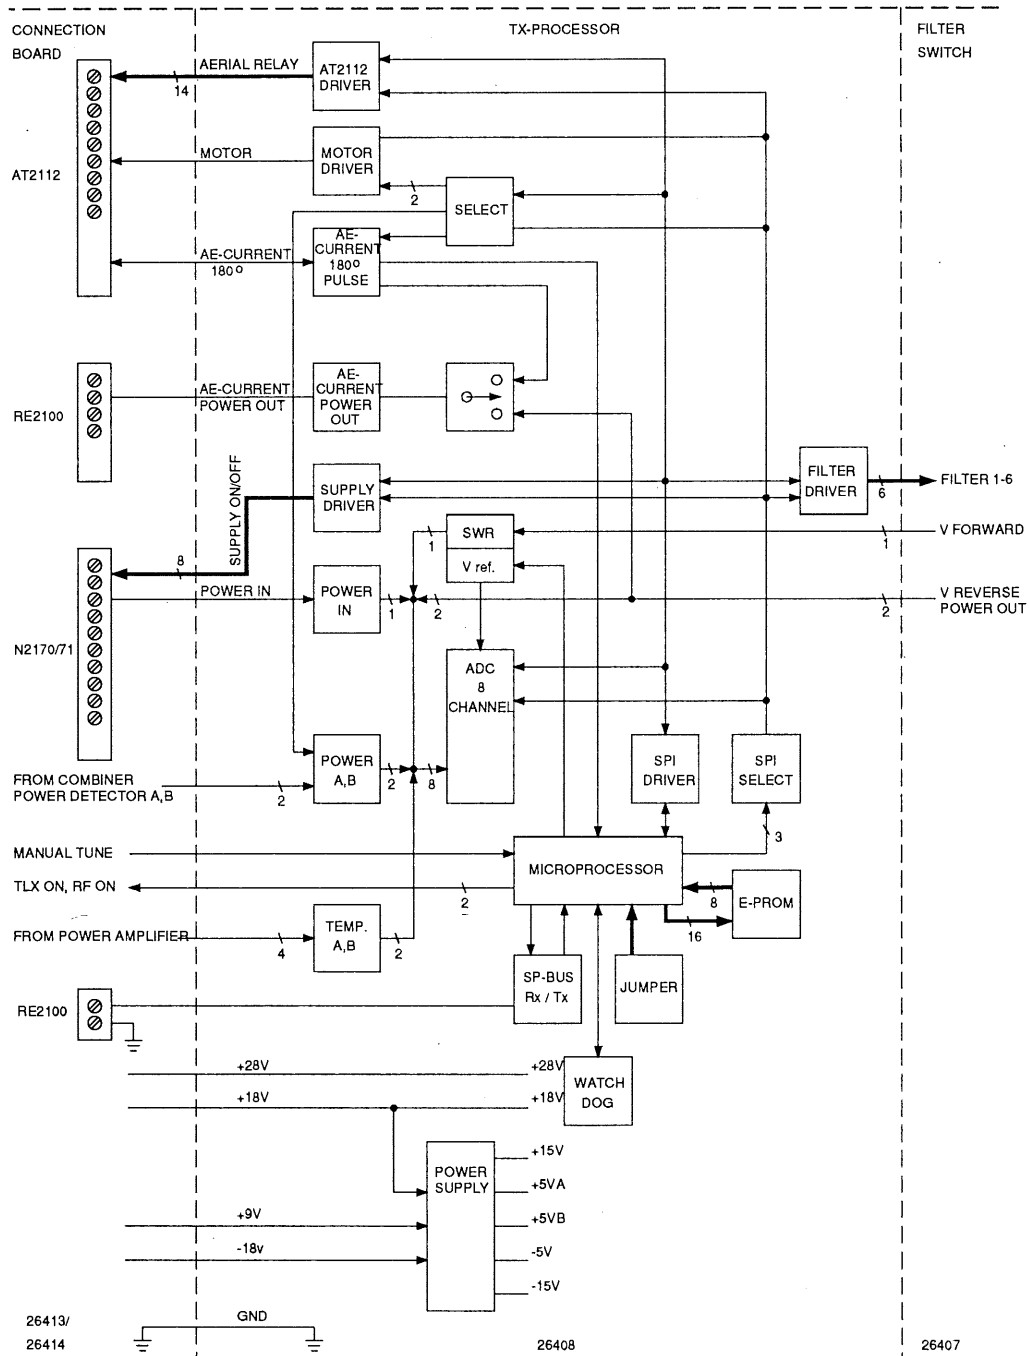 CONNECTION
BOARD
TX-PROCESSOR
FILTER
SWITCH
AERIAL RELAY
14
AT2112
DRIVER
MOTOR
MOTOR
DRIVER
AT2112
2
SELECT
AE-CURRENT
180º
AE-
CURRENT
180º
PULSE
RE2100
AE-CURRENT
POWER OUT
AE-
CURRENT
POWER
OUT
SUPPLY ON/OFF
SUPPLY
DRIVER
FILTER
DRIVER
6
FILTER 1-6
8
1
SWR
V ref.
1
V FORWARD
POWER IN
POWER
IN
1
2
2
V REVERSE
POWER OUT
N2170/71
ADC
8
CHANNEL
POWER
A,B
2
8
SPI
DRIVER
SPI
SELECT
FROM COMBINER
POWER DETECTOR A,B
2
3
MANUAL TUNE
MICROPROCESSOR
TLX ON, RF ON
2
8
E-PROM
16
FROM POWER AMPLIFIER
4
TEMP.
A,B
2
RE2100
SP-BUS
Rx / Tx
JUMPER
+28V
+28V
WATCH
DOG
+18V
+18V
POWER
SUPPLY
+15V
+5VA
+9V
+5VB
-18v
-5V
-15V
GND
26413/
26414
26408
26407